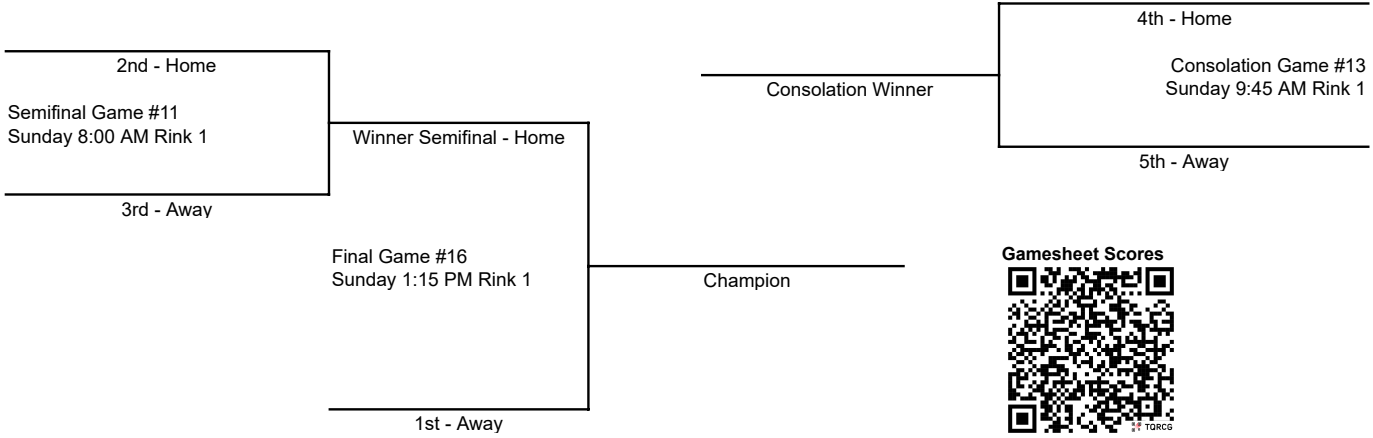 4th - Home
2nd - Home
Consolation Game #13
Sunday 9:45 AM Rink 1
Consolation Winner
Semifinal Game #11
Sunday 8:00 AM Rink 1
Winner Semifinal - Home
5th - Away
3rd - Away
Final Game #16
Sunday 1:15 PM Rink 1
Gamesheet Scores
Champion
1st - Away
TQRCG